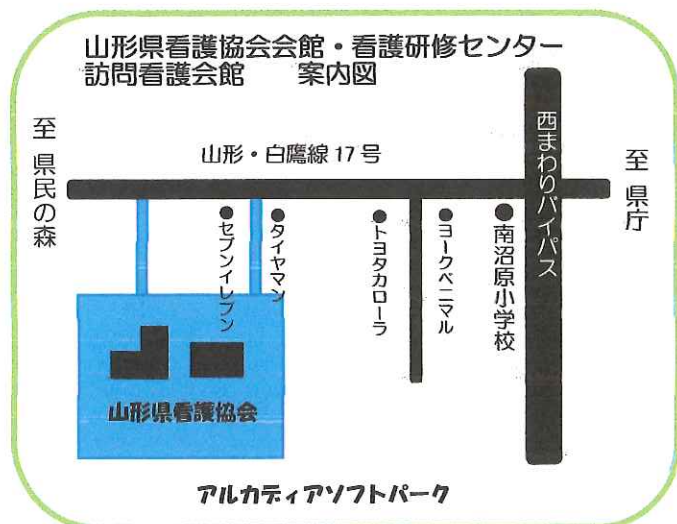 山形県看護協会会館・看護研修センター
訪問看護会館 案内図
至 県民の森
山形・白鷹線17号
西まわりバイパス
至 県庁
セブンイレブン
タイヤマン
トヨタカローラ
ヨークベニマル
南沼原小学校
山形県看護協会
アルカディアソフトパーク